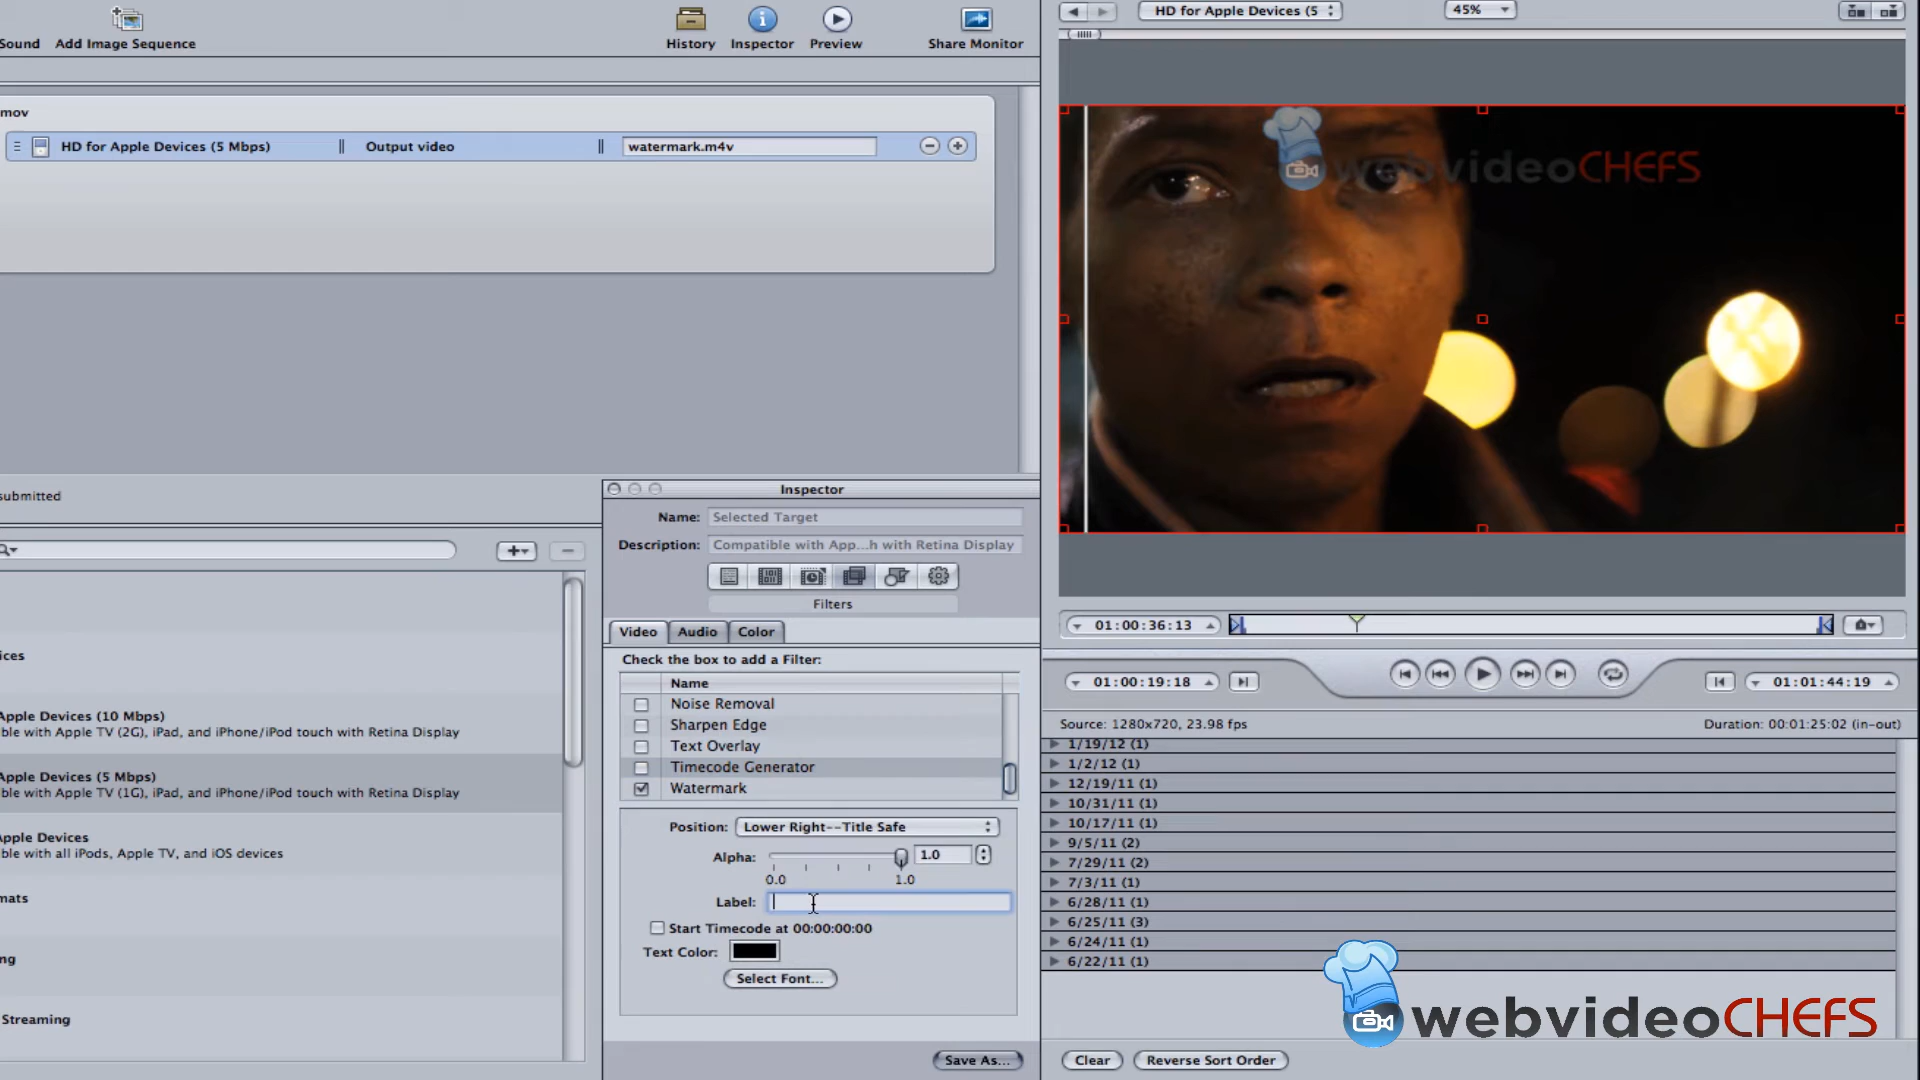 Sound
Add Image Sequence
History
Inspector
Preview
Share Monitor
HD for Apple Devices (5
45%
mov
HD for Apple Devices (5 Mbps)
Output video
watermark.m4v
webvideoCHEFS
submitted
Inspector
Name: Selected Target
Description: Compatible with App...h with Retina Display
Filters
Video
Audio
Color
Check the box to add a Filter:
Name
Noise Removal
Sharpen Edge
Text Overlay
Timecode Generator
Watermark
Position: Lower Right--Title Safe
Alpha: 1.0
0.0 1.0
Label:
Start Timecode at 00:00:00:00
Text Color:
Select Font...
Save As...
ices
Apple Devices (10 Mbps)
ble with Apple TV (2G), iPad, and iPhone/iPod touch with Retina Display
Apple Devices (5 Mbps)
ble with Apple TV (1G), iPad, and iPhone/iPod touch with Retina Display
Apple Devices
ble with all iPods, Apple TV, and iOS devices
mats
ng
Streaming
01:00:36:13
01:00:19:18
01:01:44:19
Source: 1280x720, 23.98 fps
Duration: 00:01:25:02 (in-out)
1/19/12 (1)
1/2/12 (1)
12/19/11 (1)
10/31/11 (1)
10/17/11 (1)
9/5/11 (2)
7/29/11 (2)
7/3/11 (1)
6/28/11 (1)
6/25/11 (3)
6/24/11 (1)
6/22/11 (1)
webvideoCHEFS
Clear
Reverse Sort Order